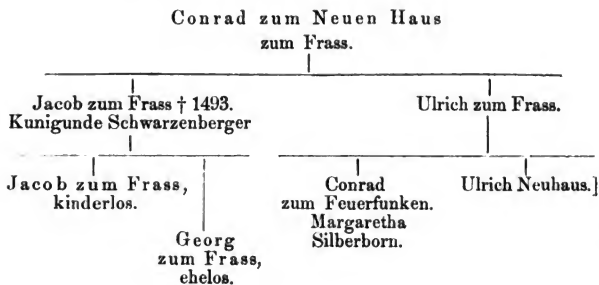 Conrad zum Neuen Haus
zum Frass.
Jacob zum Frass † 1493.
Kunigunde Schwarzenberger
Ulrich zum Frass.
Jacob zum Frass,
kinderlos.
Georg
zum Frass,
ehelos.
Conrad
zum Feuerfunken.
Margaretha
Silberborn.
Ulrich Neuhaus.]